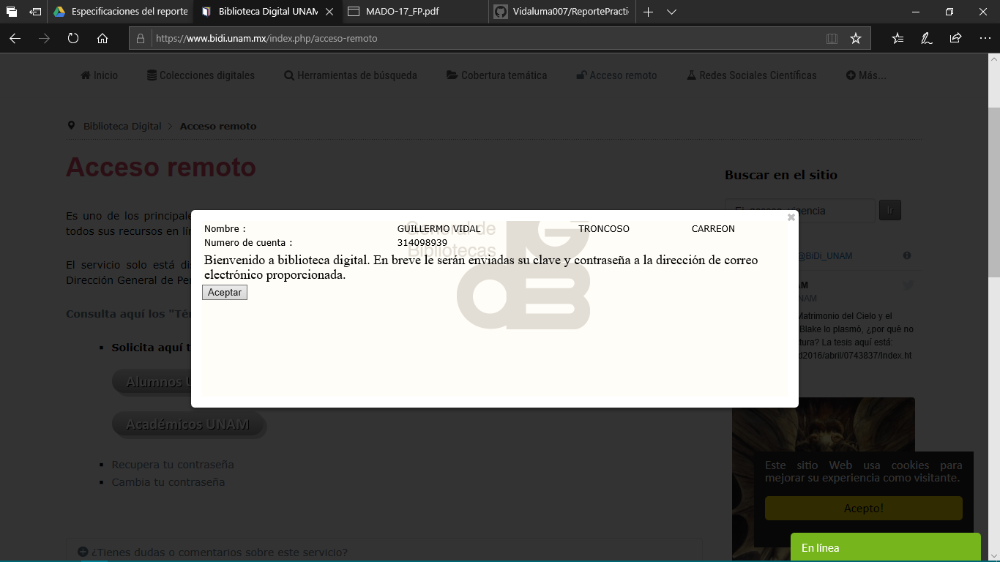 Especificaciones del reporte
Biblioteca Digital UNAM
MADO-17_FP.pdf
Vidaluma007/ReportePracti
https://www.bidi.unam.mx/index.php/acceso-remoto
Inicio
Colecciones digitales
Herramientas de búsqueda
Cobertura temática
Acceso remoto
Redes Sociales Científicas
Más...
Biblioteca Digital > Acceso remoto
Acceso remoto
Buscar en el sitio
Es uno de los principale
todos sus recursos en lí
Ir
El servicio solo está di
Dirección General de Pe
Consulta aquí los "Tér
Solicita aquí t
Alumnos U
Académicos UNAM
Recupera tu contraseña
Cambia tu contraseña
¿Tienes dudas o comentarios sobre este servicio?
General de
Bibliotecas
Nombre : GUILLERMO VIDAL TRONCOSO CARREON
Numero de cuenta : 314098939
Bienvenido a biblioteca digital. En breve le serán enviadas su clave y contraseña a la dirección de correo
electrónico proporcionada.
Aceptar
@BIDI_UNAM
AM
NAM
Matrimonio del Cielo y el
Blake lo plasmó, ¿por qué no
tura? La tesis aquí está:
d2016/abril/0743837/Index.ht
Este sitio Web usa cookies para
mejorar su experiencia como visitante.
Acepto!
En línea